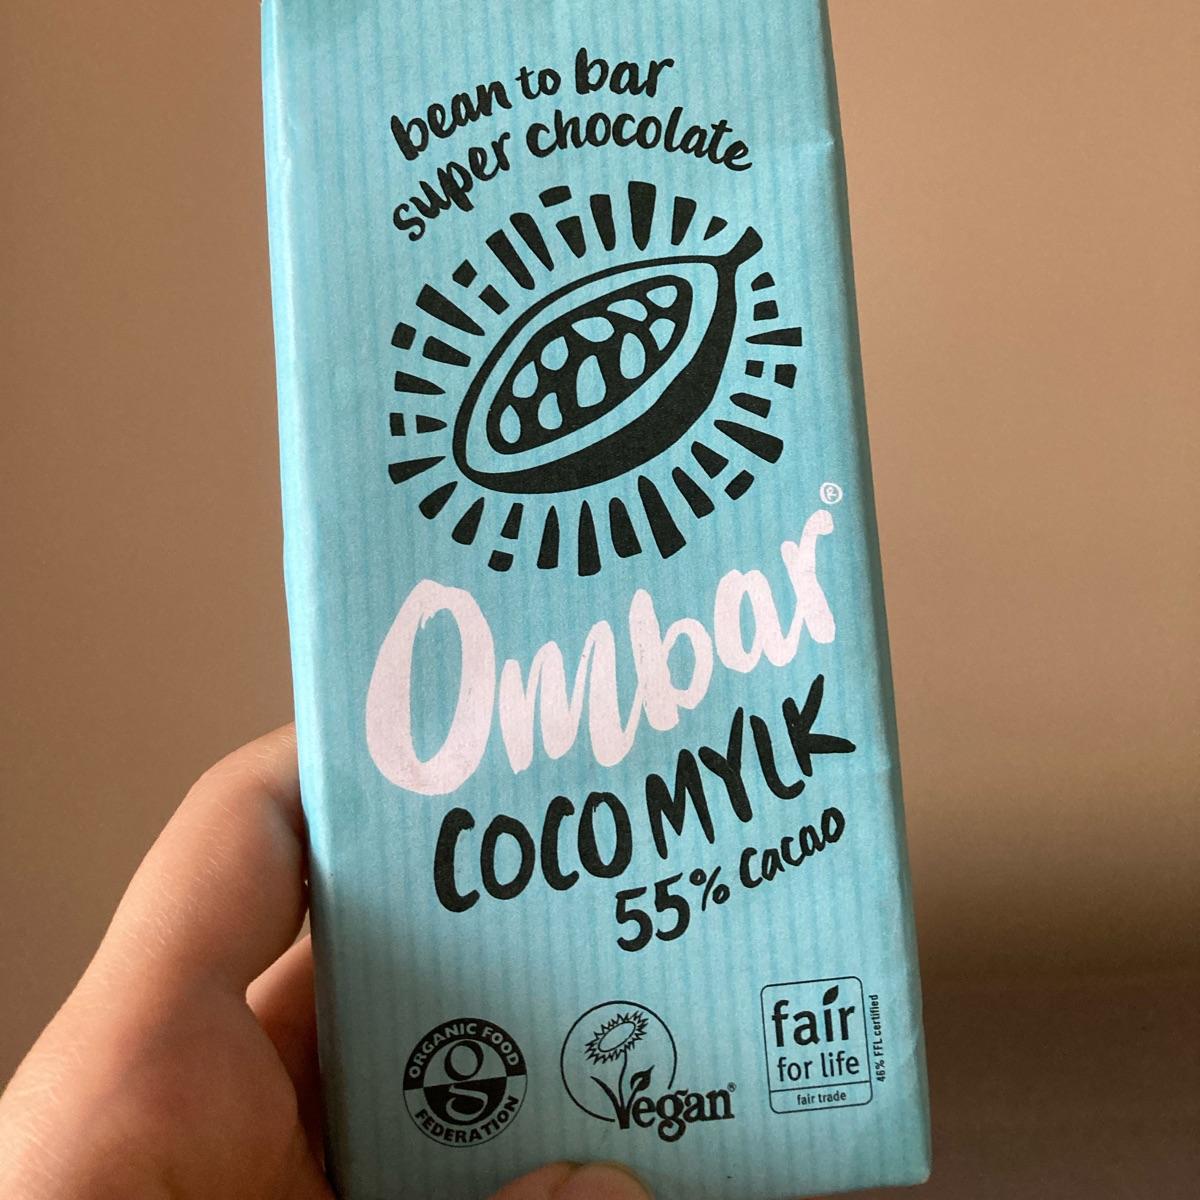 bean to bar
super chocolate
Ombar®
COCO MYLK
55% cacao
ORGANIC FOOD
FEDERATION
Vegan®
fair
for life
fair trade
46% FFL certified